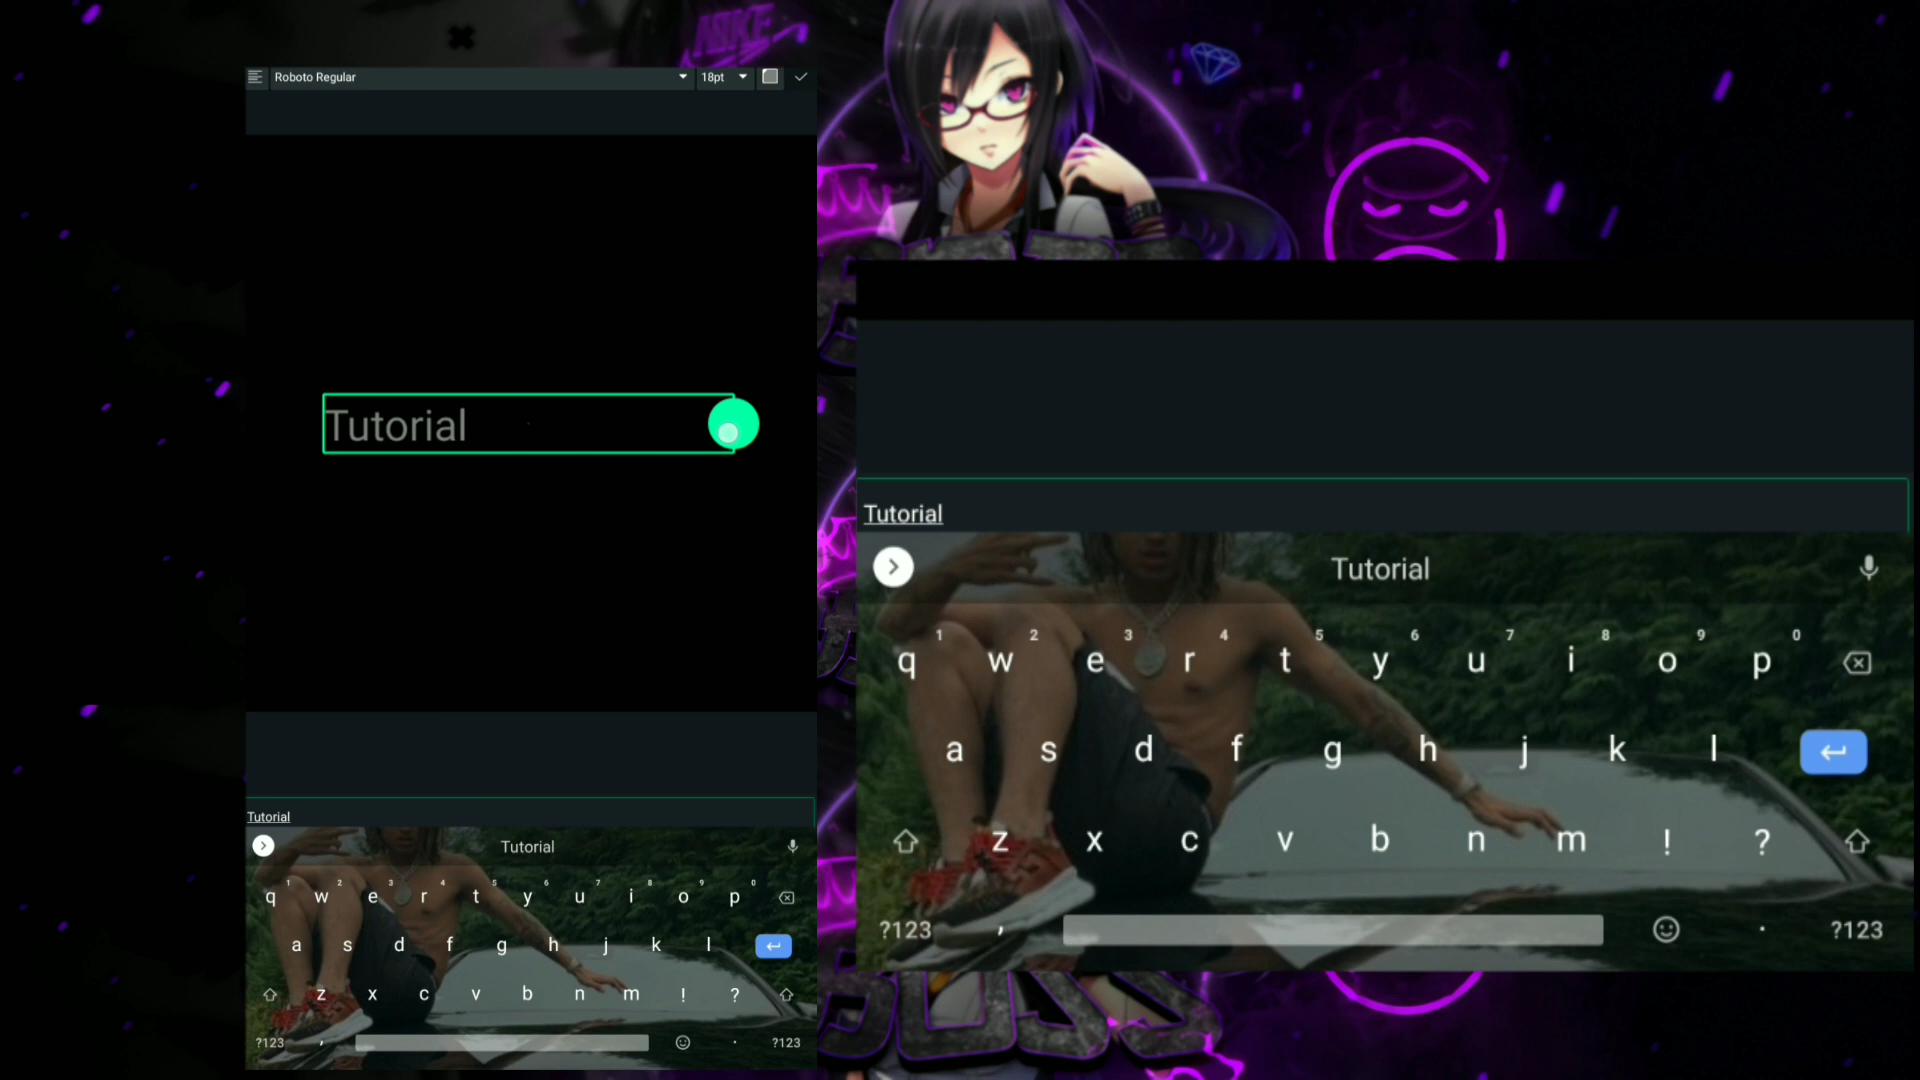 NIKE
Roboto Regular
18pt
Tutorial
Tutorial
Tutorial
1 2 3 4 5 6 7 8 9 0
q w e r t y u i o p
a s d f g h j k l
z x c v b n m ! ?
?123 , . ?123
Tutorial
Tutorial
1 2 3 4 5 6 7 8 9 0
q w e r t y u i o p
a s d f g h j k l
z x c v b n m ! ?
?123 , . ?123